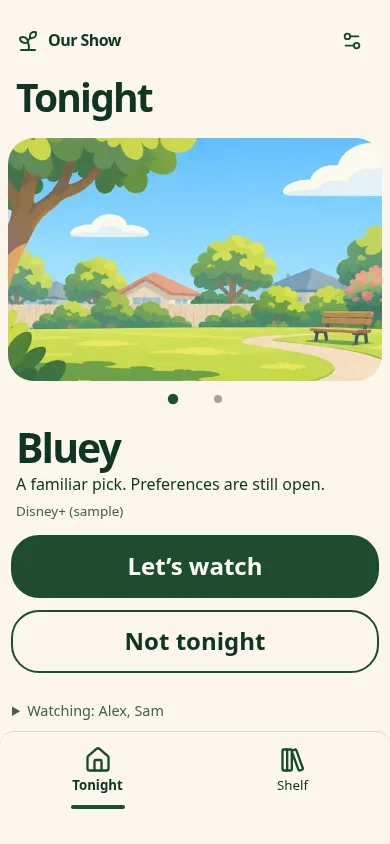 Our Show
Tonight
Bluey
A familiar pick. Preferences are still open.
Disney+ (sample)
Let’s watch
Not tonight
Watching: Alex, Sam
Tonight
Shelf